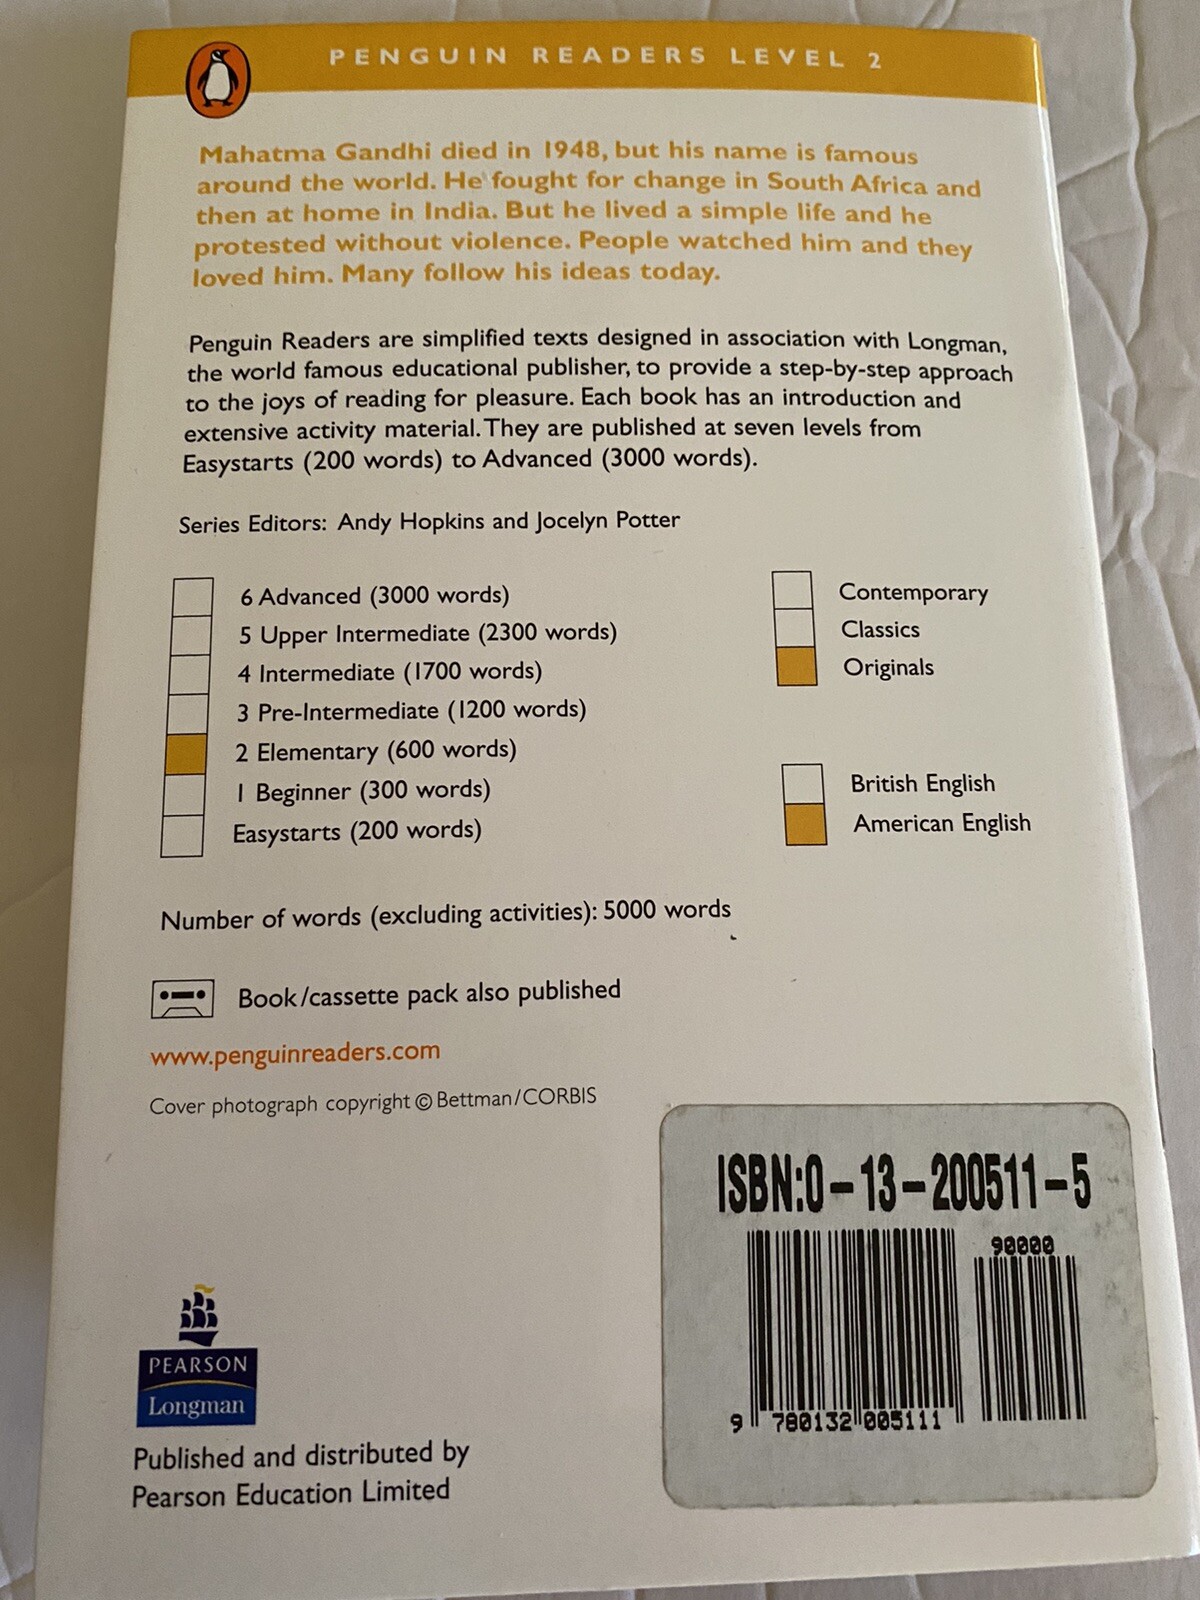 PENGUIN READERS LEVEL 2
Mahatma Gandhi died in 1948, but his name is famous
around the world. He fought for change in South Africa and
then at home in India. But he lived a simple life and he
protested without violence. People watched him and they
loved him. Many follow his ideas today.
Penguin Readers are simplified texts designed in association with Longman,
the world famous educational publisher, to provide a step-by-step approach
to the joys of reading for pleasure. Each book has an introduction and
extensive activity material. They are published at seven levels from
Easystarts (200 words) to Advanced (3000 words).
Series Editors: Andy Hopkins and Jocelyn Potter
6 Advanced (3000 words)
5 Upper Intermediate (2300 words)
4 Intermediate (1700 words)
3 Pre-Intermediate (1200 words)
2 Elementary (600 words)
1 Beginner (300 words)
Easystarts (200 words)
Contemporary
Classics
Originals
British English
American English
Number of words (excluding activities): 5000 words
Book/cassette pack also published
www.penguinreaders.com
Cover photograph copyright © Bettman/CORBIS
ISBN:0-13-200511-5
90000
9 780132 005111
PEARSON
Longman
Published and distributed by
Pearson Education Limited